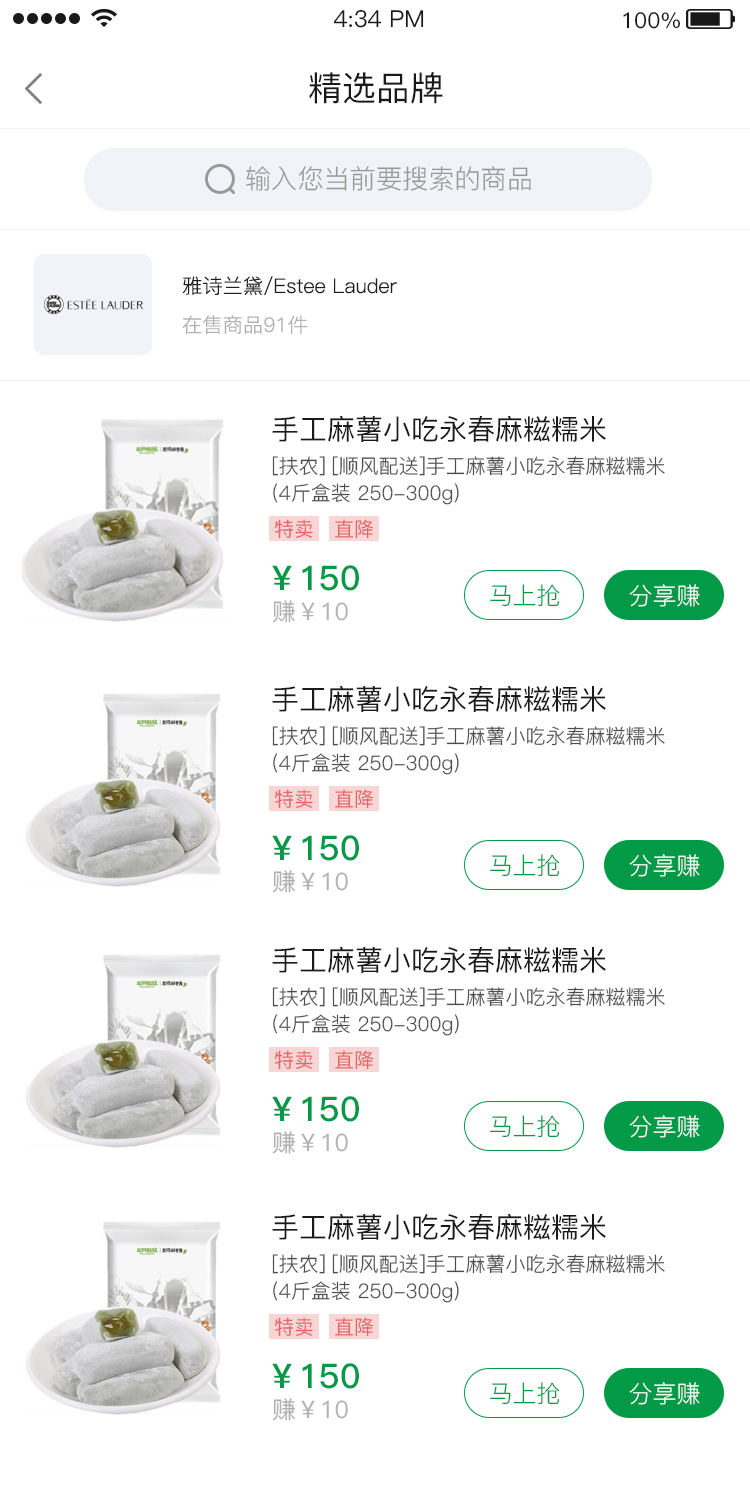 4:34 PM
100%
精选品牌
输入您当前要搜索的商品
ESTĒE LAUDER
雅诗兰黛/Estee Lauder
在售商品91件
手工麻薯小吃永春麻糍糯米
[扶农] [顺风配送]手工麻薯小吃永春麻糍糯米
(4斤盒装 250-300g)
特卖 直降
¥150
赚¥10
马上抢
分享赚
手工麻薯小吃永春麻糍糯米
[扶农] [顺风配送]手工麻薯小吃永春麻糍糯米
(4斤盒装 250-300g)
特卖 直降
¥150
赚¥10
马上抢
分享赚
手工麻薯小吃永春麻糍糯米
[扶农] [顺风配送]手工麻薯小吃永春麻糍糯米
(4斤盒装 250-300g)
特卖 直降
¥150
赚¥10
马上抢
分享赚
手工麻薯小吃永春麻糍糯米
[扶农] [顺风配送]手工麻薯小吃永春麻糍糯米
(4斤盒装 250-300g)
特卖 直降
¥150
赚¥10
马上抢
分享赚